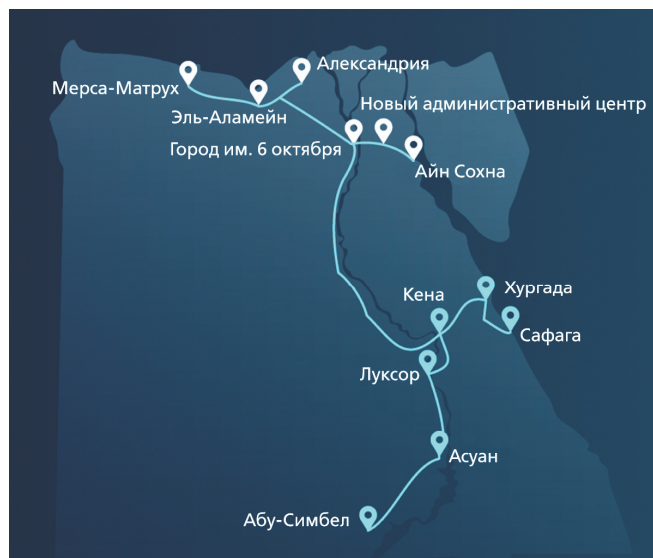 Александрия
Мерса-Матрух
Новый административный центр
Эль-Аламейн
Город им. 6 октября
Айн Сохна
Хургада
Кена
Сафага
Луксор
Асуан
Абу-Симбел